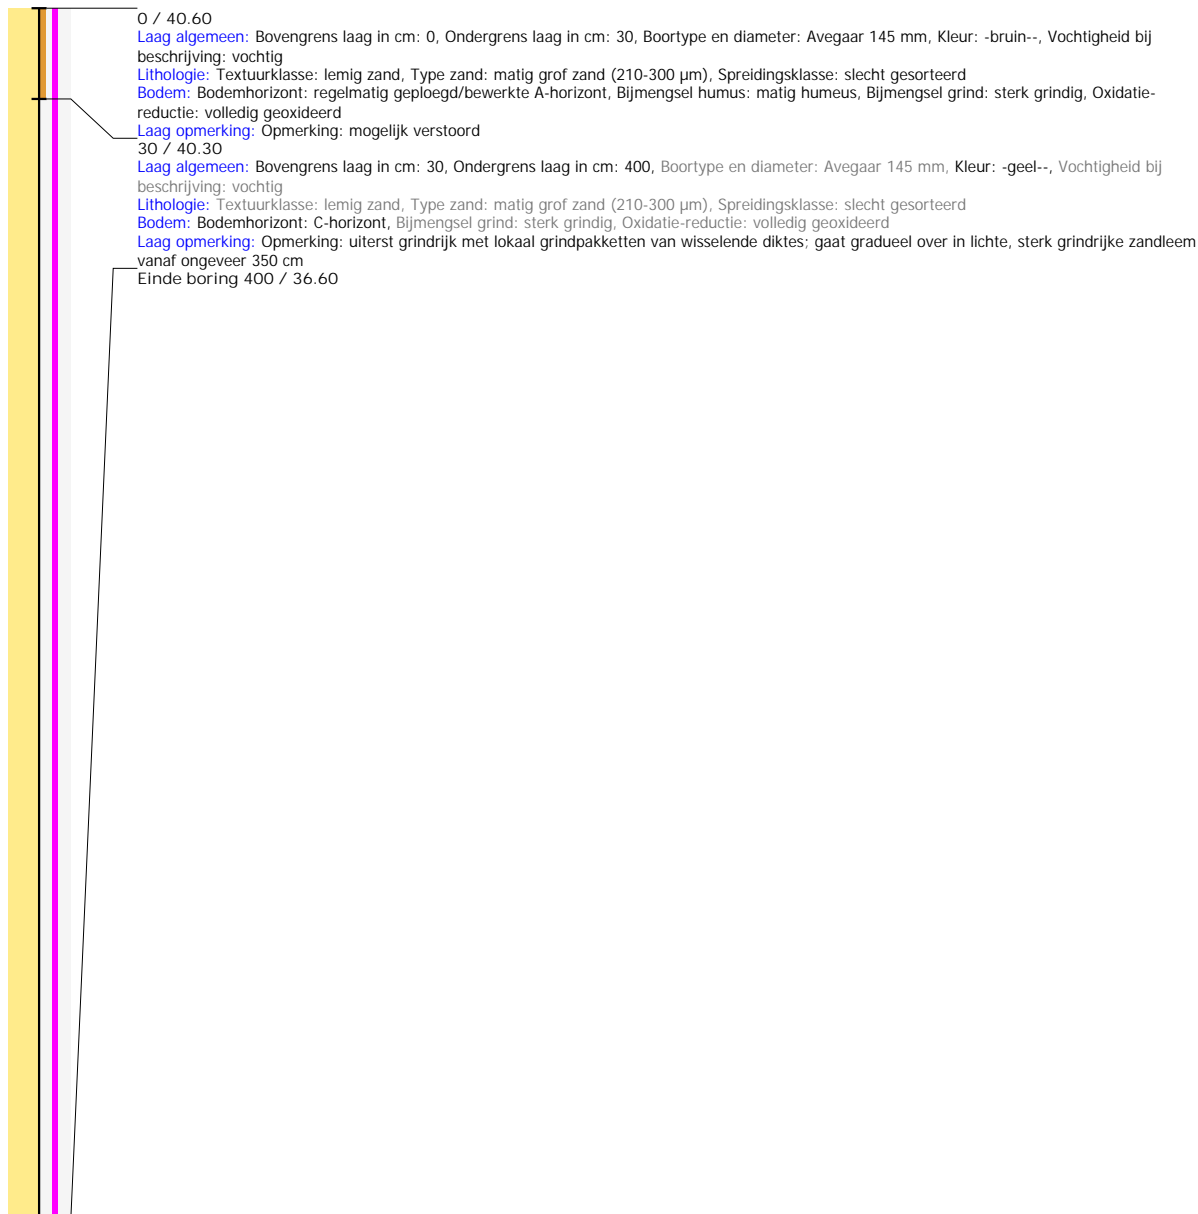 0 / 40.60
Laag algemeen: Bovengrens laag in cm: 0, Ondergrens laag in cm: 30, Boortype en diameter: Avegaar 145 mm, Kleur: -bruin--, Vochtigheid bij
beschrijving: vochtig
Lithologie: Textuurklasse: lemig zand, Type zand: matig grof zand (210-300 µm), Spreidingsklasse: slecht gesorteerd
Bodem: Bodemhorizont: regelmatig geploegd/bewerkte A-horizont, Bijmengsel humus: matig humeus, Bijmengsel grind: sterk grindig, Oxidatie-
reductie: volledig geoxideerd
Laag opmerking: Opmerking: mogelijk verstoord
30 / 40.30
Laag algemeen: Bovengrens laag in cm: 30, Ondergrens laag in cm: 400, Boortype en diameter: Avegaar 145 mm, Kleur: -geel--, Vochtigheid bij
beschrijving: vochtig
Lithologie: Textuurklasse: lemig zand, Type zand: matig grof zand (210-300 µm), Spreidingsklasse: slecht gesorteerd
Bodem: Bodemhorizont: C-horizont, Bijmengsel grind: sterk grindig, Oxidatie-reductie: volledig geoxideerd
Laag opmerking: Opmerking: uiterst grindrijk met lokaal grindpakketten van wisselende diktes; gaat gradueel over in lichte, sterk grindrijke zandleem
vanaf ongeveer 350 cm
Einde boring 400 / 36.60